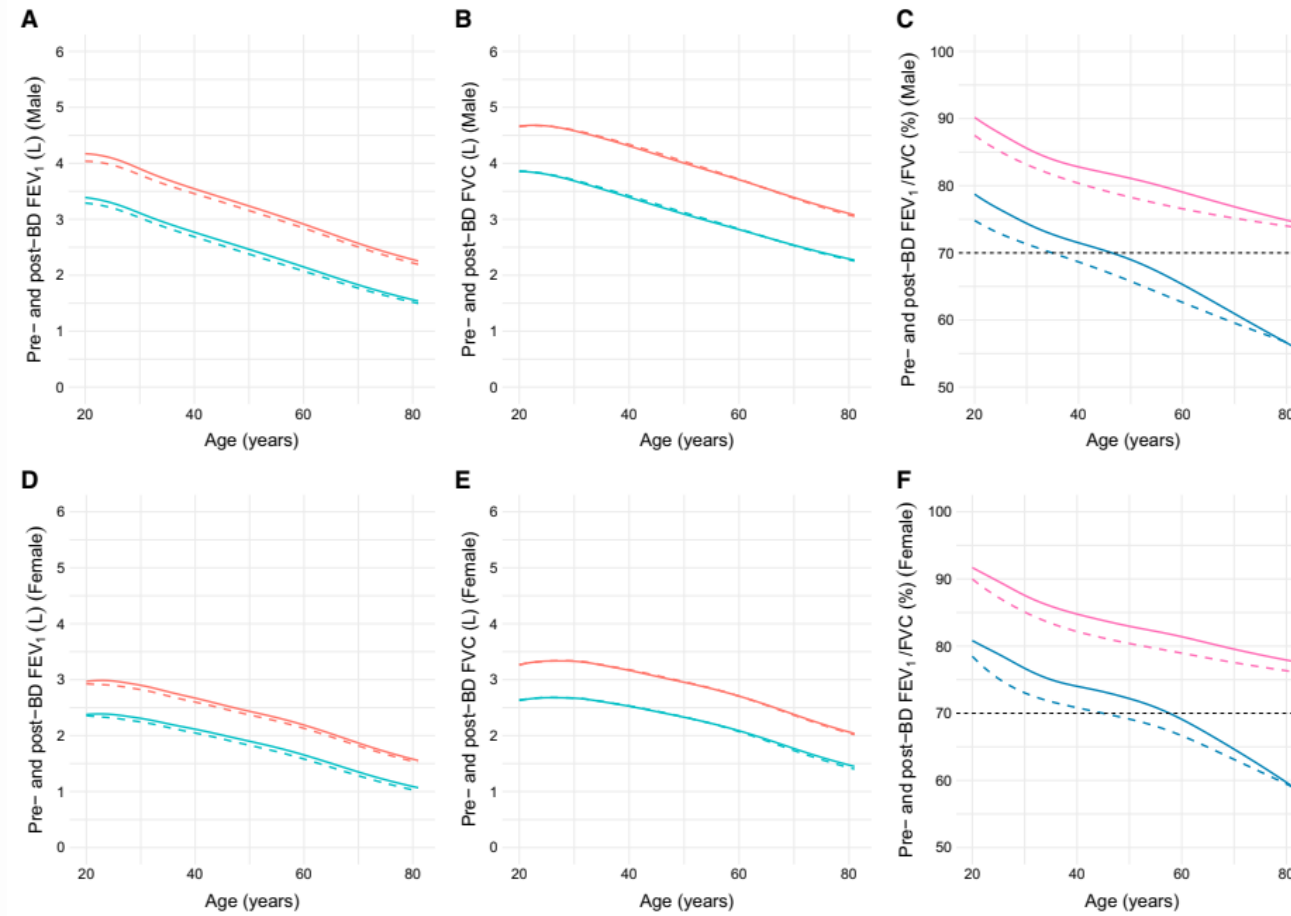 A
Pre- and post-BD FEV₁ (L) (Male)
6
5
4
3
2
1
0
20 40 60 80
Age (years)
B
Pre- and post-BD FVC (L) (Male)
6
5
4
3
2
1
0
20 40 60 80
Age (years)
C
Pre- and post-BD FEV₁/FVC (%) (Male)
100
90
80
70
60
50
20 40 60 80
Age (years)
D
Pre- and post-BD FEV₁ (L) (Female)
6
5
4
3
2
1
0
20 40 60 80
Age (years)
E
Pre- and post-BD FVC (L) (Female)
6
5
4
3
2
1
0
20 40 60 80
Age (years)
F
Pre- and post-BD FEV₁/FVC (%) (Female)
100
90
80
70
60
50
20 40 60 80
Age (years)